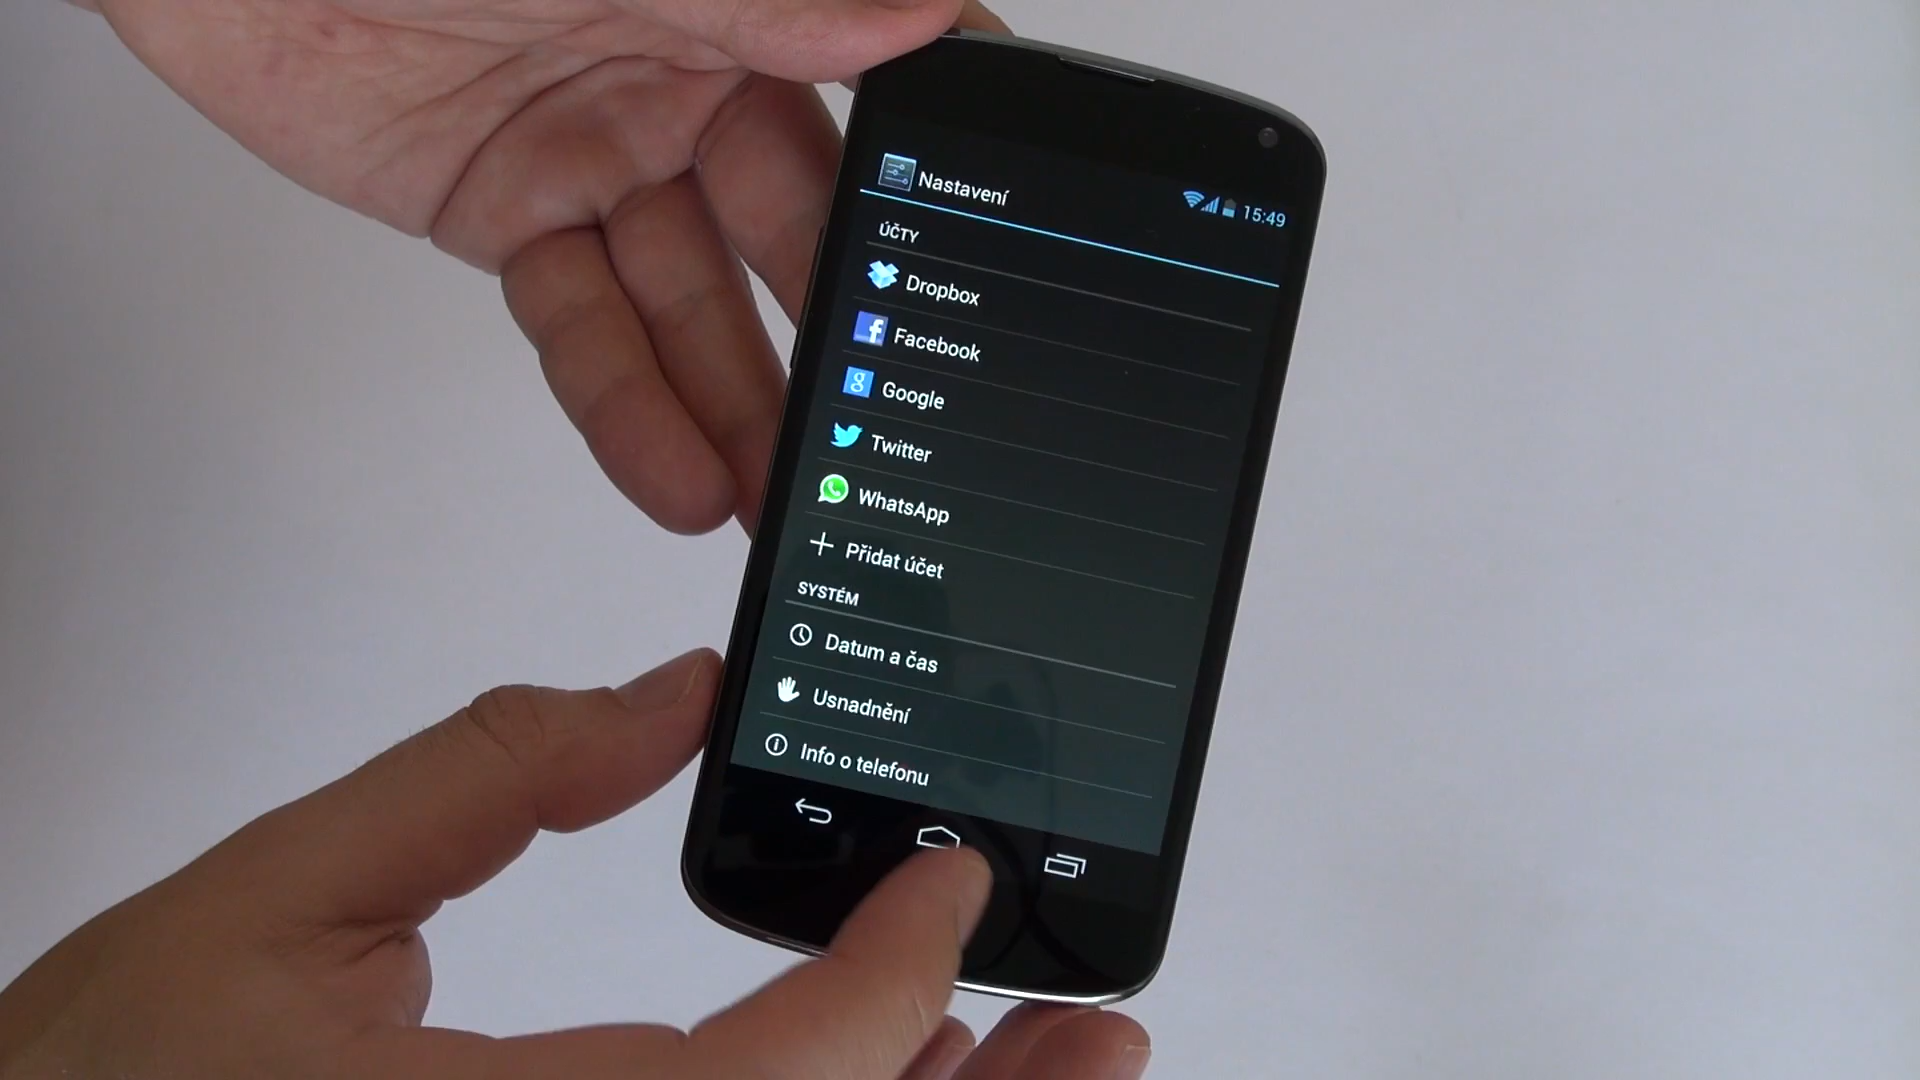 Nastavení
15:49
ÚČTY
Dropbox
Facebook
Google
Twitter
WhatsApp
Přidat účet
SYSTÉM
Datum a čas
Usnadnění
Info o telefonu